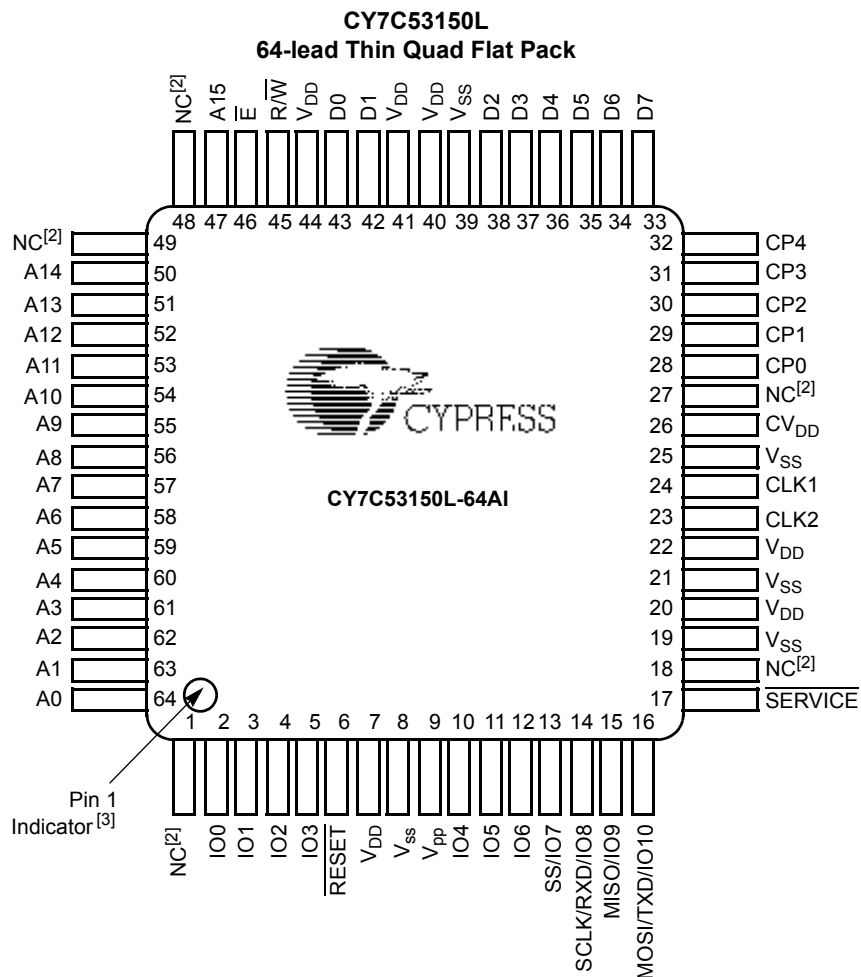 CY7C53150L
64-lead Thin Quad Flat Pack
NC[2]
A15
E
R/W
VDD
D0
D1
VDD
VDD
VSS
D2
D3
D4
D5
D6
D7
48 47 46 45 44 43 42 41 40 39 38 37 36 35 34 33
NC[2] 49
A14 50
A13 51
A12 52
A11 53
A10 54
A9 55
A8 56
A7 57
A6 58
A5 59
A4 60
A3 61
A2 62
A1 63
A0 64
CYPRESS
CY7C53150L-64AI
32 CP4
31 CP3
30 CP2
29 CP1
28 CP0
27 NC[2]
26 CVDD
25 VSS
24 CLK1
23 CLK2
22 VDD
21 VSS
20 VDD
19 VSS
18 NC[2]
17 SERVICE
1 2 3 4 5 6 7 8 9 10 11 12 13 14 15 16
Pin 1
Indicator [3]
NC[2]
IO0
IO1
IO2
IO3
RESET
VDD
Vss
Vpp
IO4
IO5
IO6
SS/IO7
SCLK/RXD/IO8
MISO/IO9
MOSI/TXD/IO10